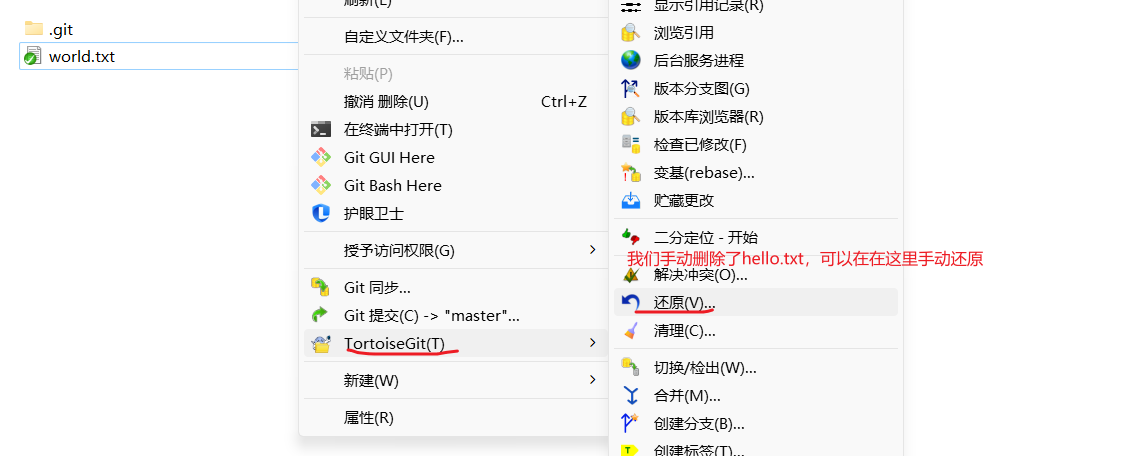 .git
world.txt
刷新(E)
自定义文件夹(F)...
粘贴(P)
撤消 删除(U) Ctrl+Z
在终端中打开(T)
Git GUI Here
Git Bash Here
护眼卫士
授予访问权限(G)
Git 同步...
Git 提交(C) -> "master"...
TortoiseGit(T)
新建(W)
属性(R)
显示引用记录(R)
浏览引用
后台服务进程
版本分支图(G)
版本库浏览器(R)
检查已修改(F)
变基(rebase)...
贮藏更改
二分定位 - 开始
我们手动删除了hello.txt，可以在在这里手动还原
解决冲突(O)...
还原(V)...
清理(C)...
切换/检出(W)...
合并(M)...
创建分支(B)...
创建标签(T)...